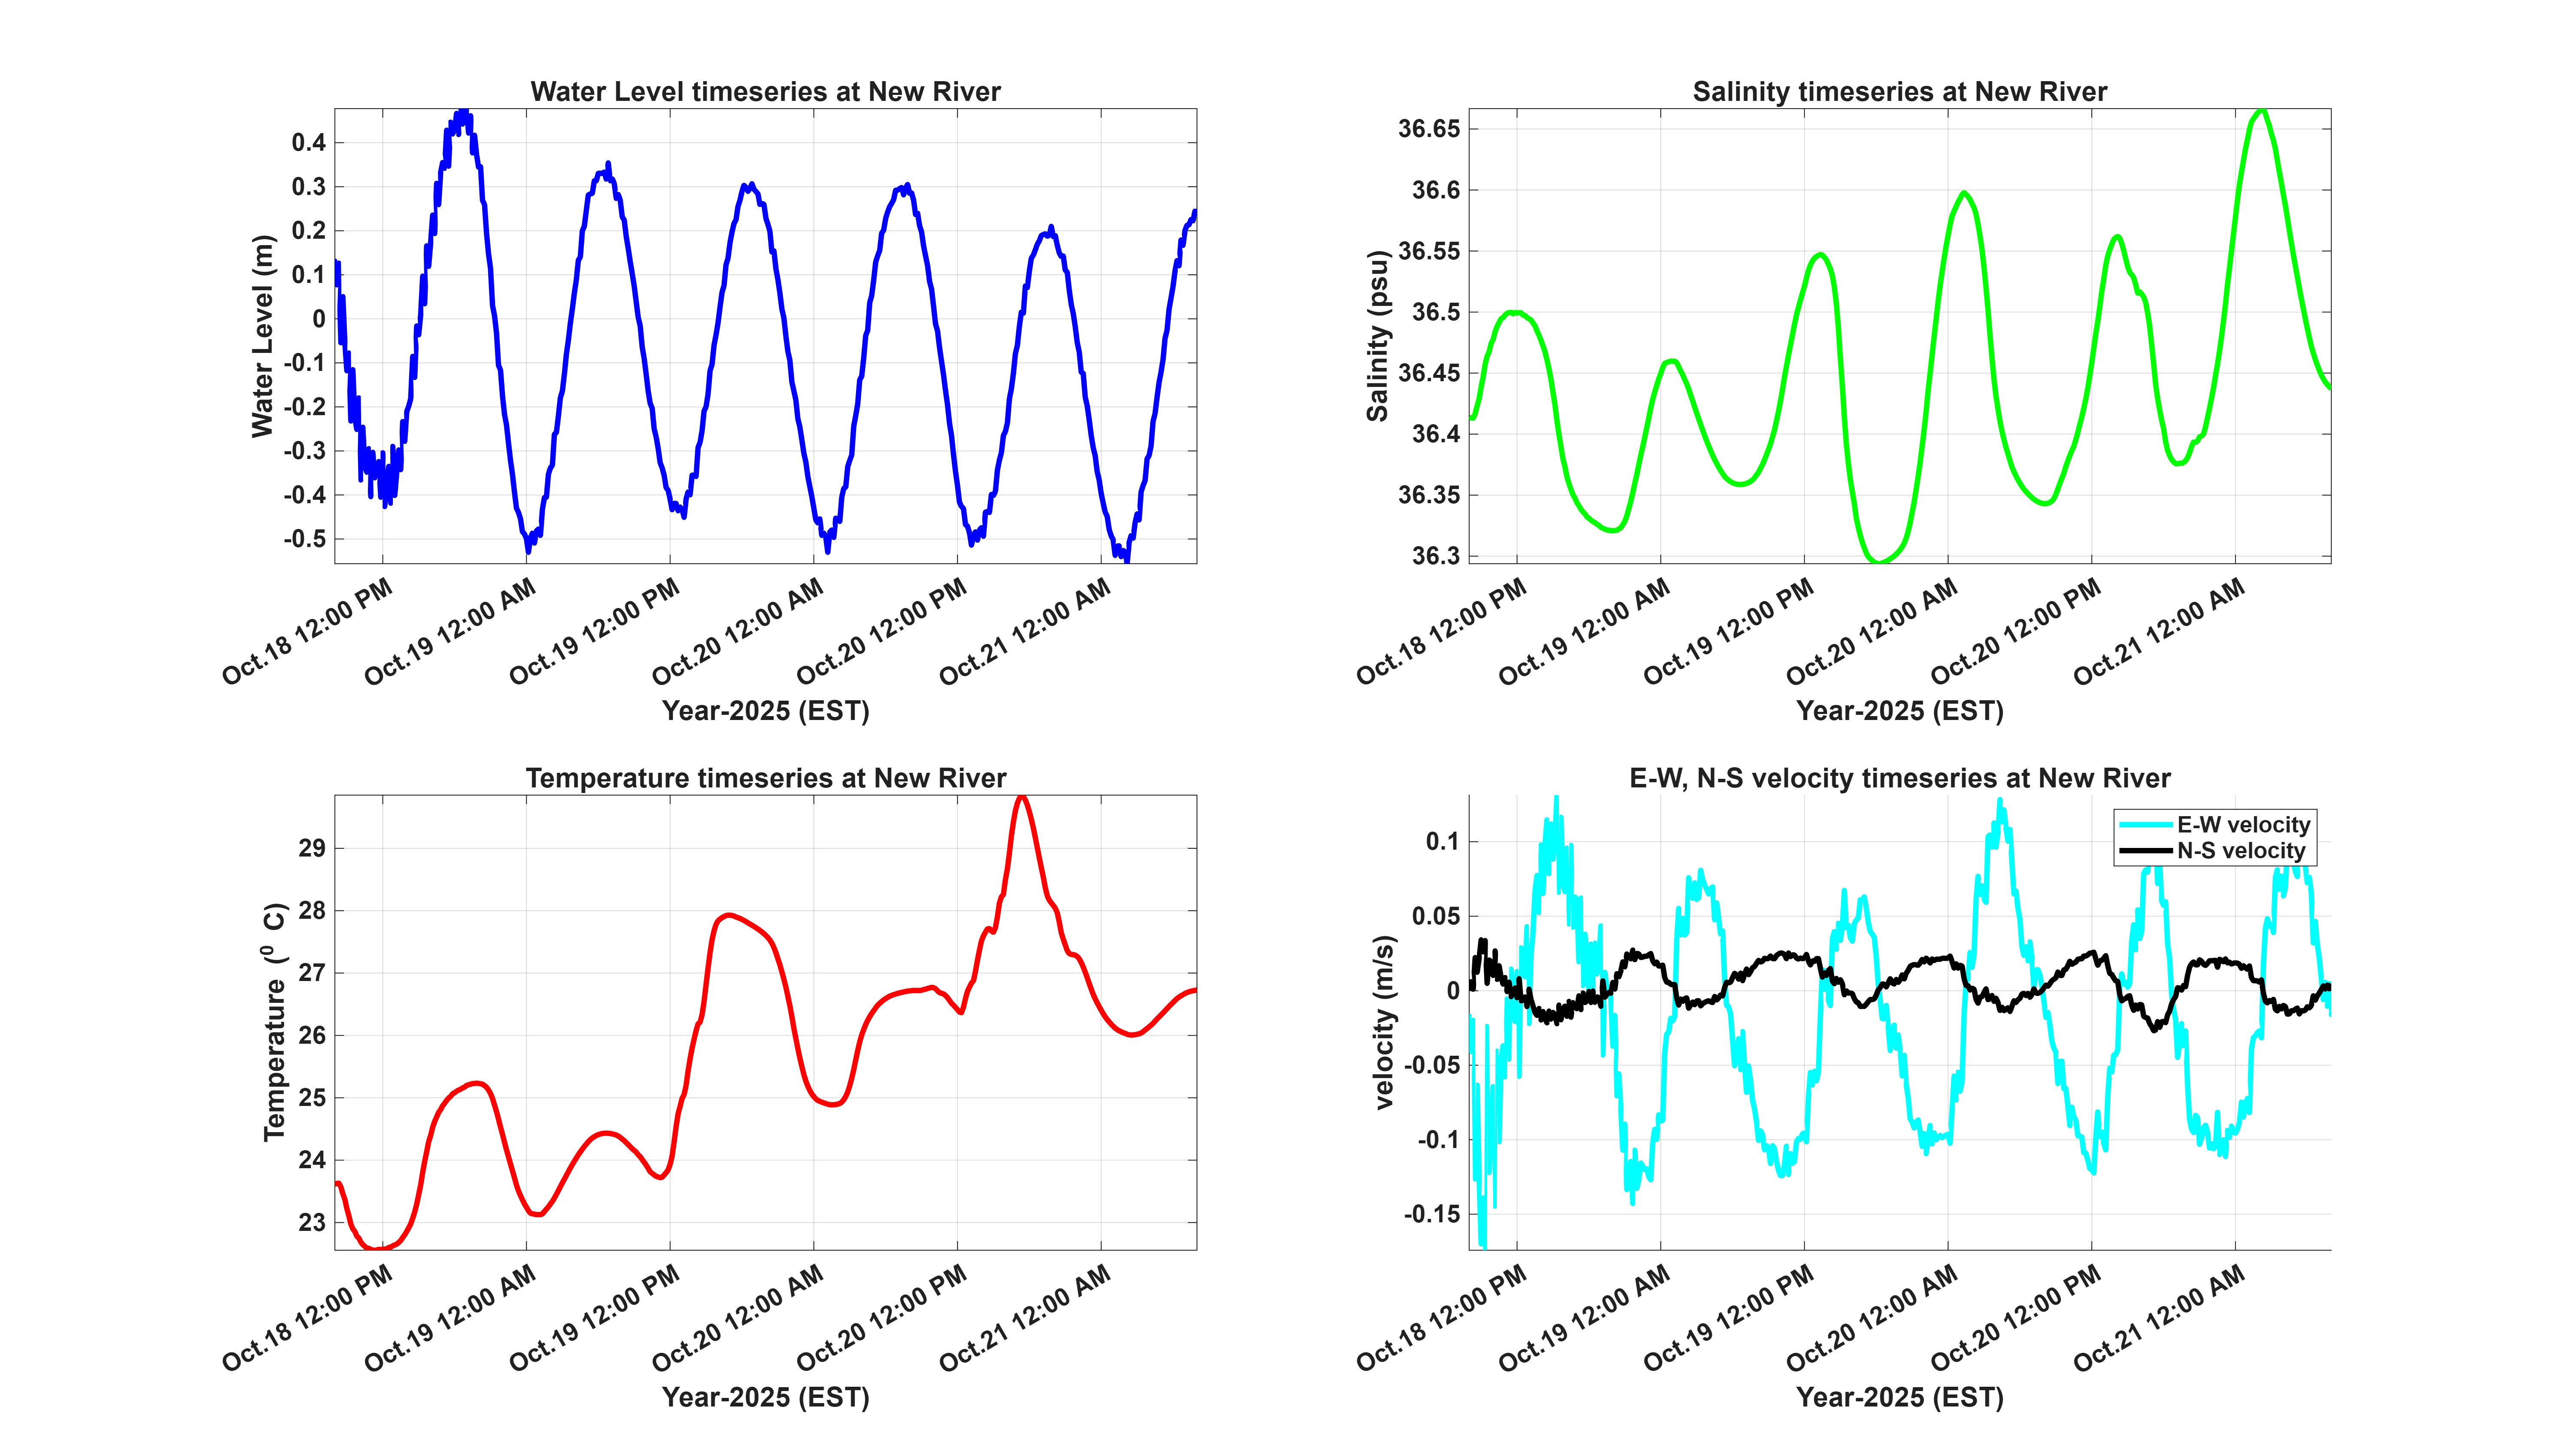 Water Level timeseries at New River
Water Level (m)
0.4
0.3
0.2
0.1
0
-0.1
-0.2
-0.3
-0.4
-0.5
Oct.18 12:00 PM
Oct.19 12:00 AM
Oct.19 12:00 PM
Oct.20 12:00 AM
Oct.20 12:00 PM
Oct.21 12:00 AM
Year-2025 (EST)
Salinity timeseries at New River
Salinity (psu)
36.65
36.6
36.55
36.5
36.45
36.4
36.35
36.3
Oct.18 12:00 PM
Oct.19 12:00 AM
Oct.19 12:00 PM
Oct.20 12:00 AM
Oct.20 12:00 PM
Oct.21 12:00 AM
Year-2025 (EST)
Temperature timeseries at New River
Temperature (⁰ C)
29
28
27
26
25
24
23
Oct.18 12:00 PM
Oct.19 12:00 AM
Oct.19 12:00 PM
Oct.20 12:00 AM
Oct.20 12:00 PM
Oct.21 12:00 AM
Year-2025 (EST)
E-W, N-S velocity timeseries at New River
velocity (m/s)
0.1
0.05
0
-0.05
-0.1
-0.15
E-W velocity
N-S velocity
Oct.18 12:00 PM
Oct.19 12:00 AM
Oct.19 12:00 PM
Oct.20 12:00 AM
Oct.20 12:00 PM
Oct.21 12:00 AM
Year-2025 (EST)